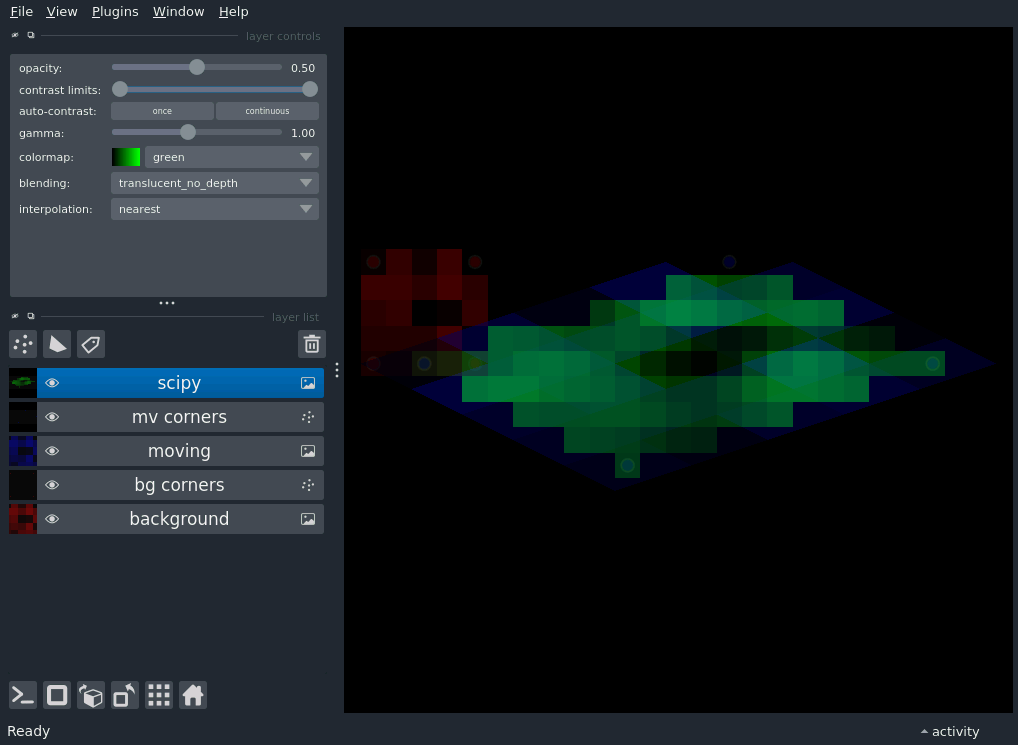 File View Plugins Window Help
layer controls
opacity: 0.50
contrast limits:
auto-contrast: once continuous
gamma: 1.00
colormap: green
blending: translucent_no_depth
interpolation: nearest
layer list
scipy
mv corners
moving
bg corners
background
Ready
activity